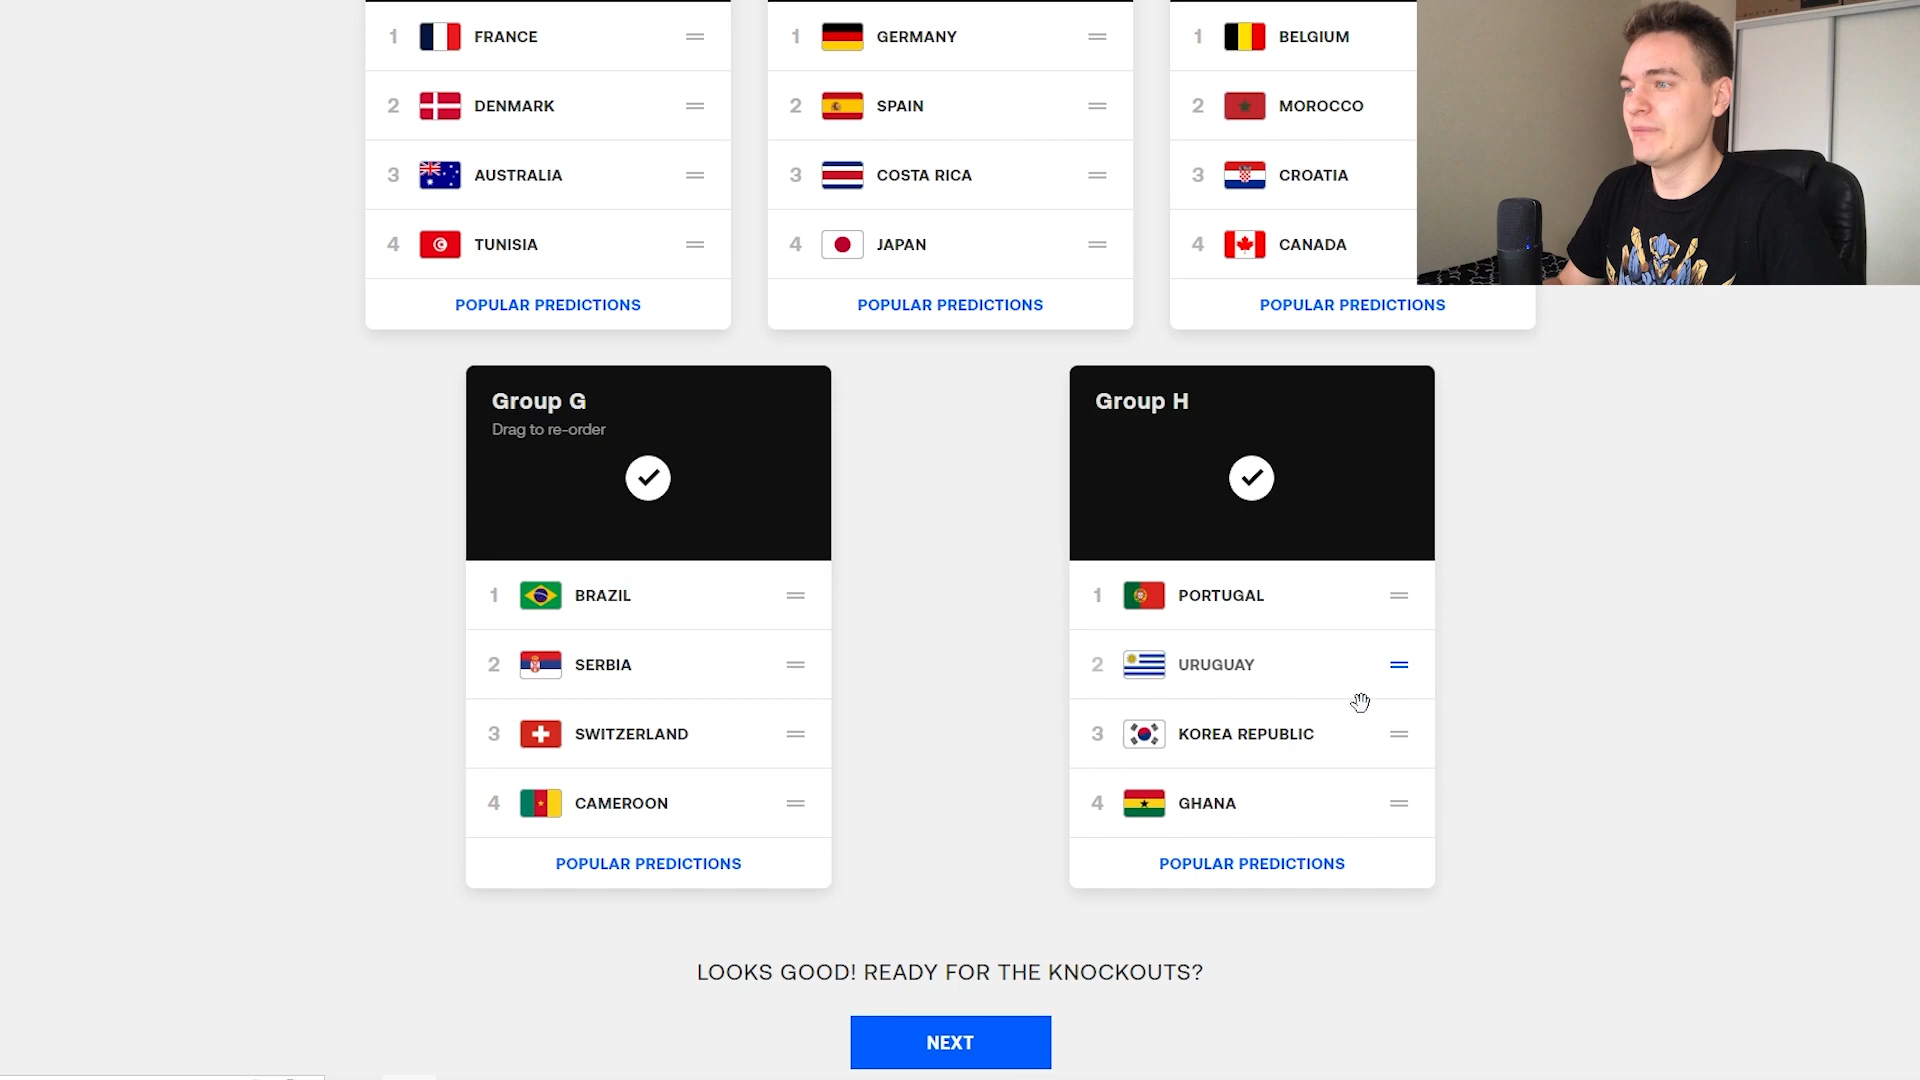 1 FRANCE
2 DENMARK
3 AUSTRALIA
4 TUNISIA
POPULAR PREDICTIONS
1 GERMANY
2 SPAIN
3 COSTA RICA
4 JAPAN
POPULAR PREDICTIONS
1 BELGIUM
2 MOROCCO
3 CROATIA
4 CANADA
POPULAR PREDICTIONS
Group G
Drag to re-order
1 BRAZIL
2 SERBIA
3 SWITZERLAND
4 CAMEROON
POPULAR PREDICTIONS
Group H
1 PORTUGAL
2 URUGUAY
3 KOREA REPUBLIC
4 GHANA
POPULAR PREDICTIONS
LOOKS GOOD! READY FOR THE KNOCKOUTS?
NEXT